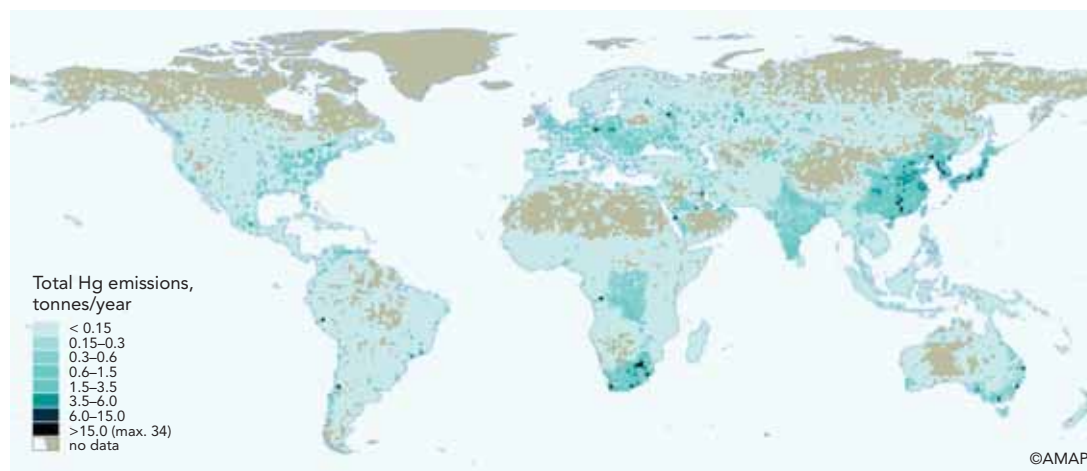 Total Hg emissions,
tonnes/year
< 0.15
0.15–0.3
0.3–0.6
0.6–1.5
1.5–3.5
3.5–6.0
6.0–15.0
>15.0 (max. 34)
no data
©AMAP